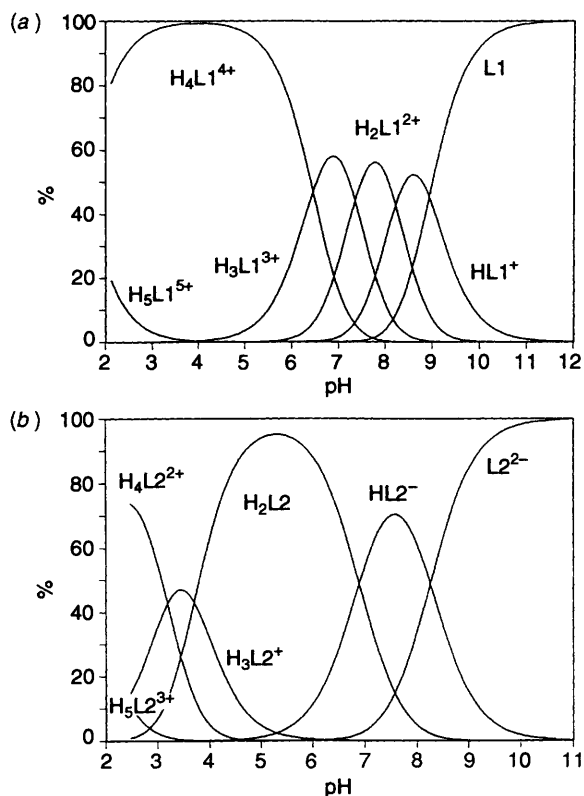 (a)
100
80
60
40
20
0
%
H₄L1⁴⁺
H₅L1⁵⁺
H₃L1³⁺
H₂L1²⁺
HL1⁺
L1
2 3 4 5 6 7 8 9 10 11 12
pH
(b)
100
80
60
40
20
0
%
H₄L2²⁺
H₅L2³⁺
H₃L2⁺
H₂L2
HL2⁻
L2²⁻
2 3 4 5 6 7 8 9 10 11
pH